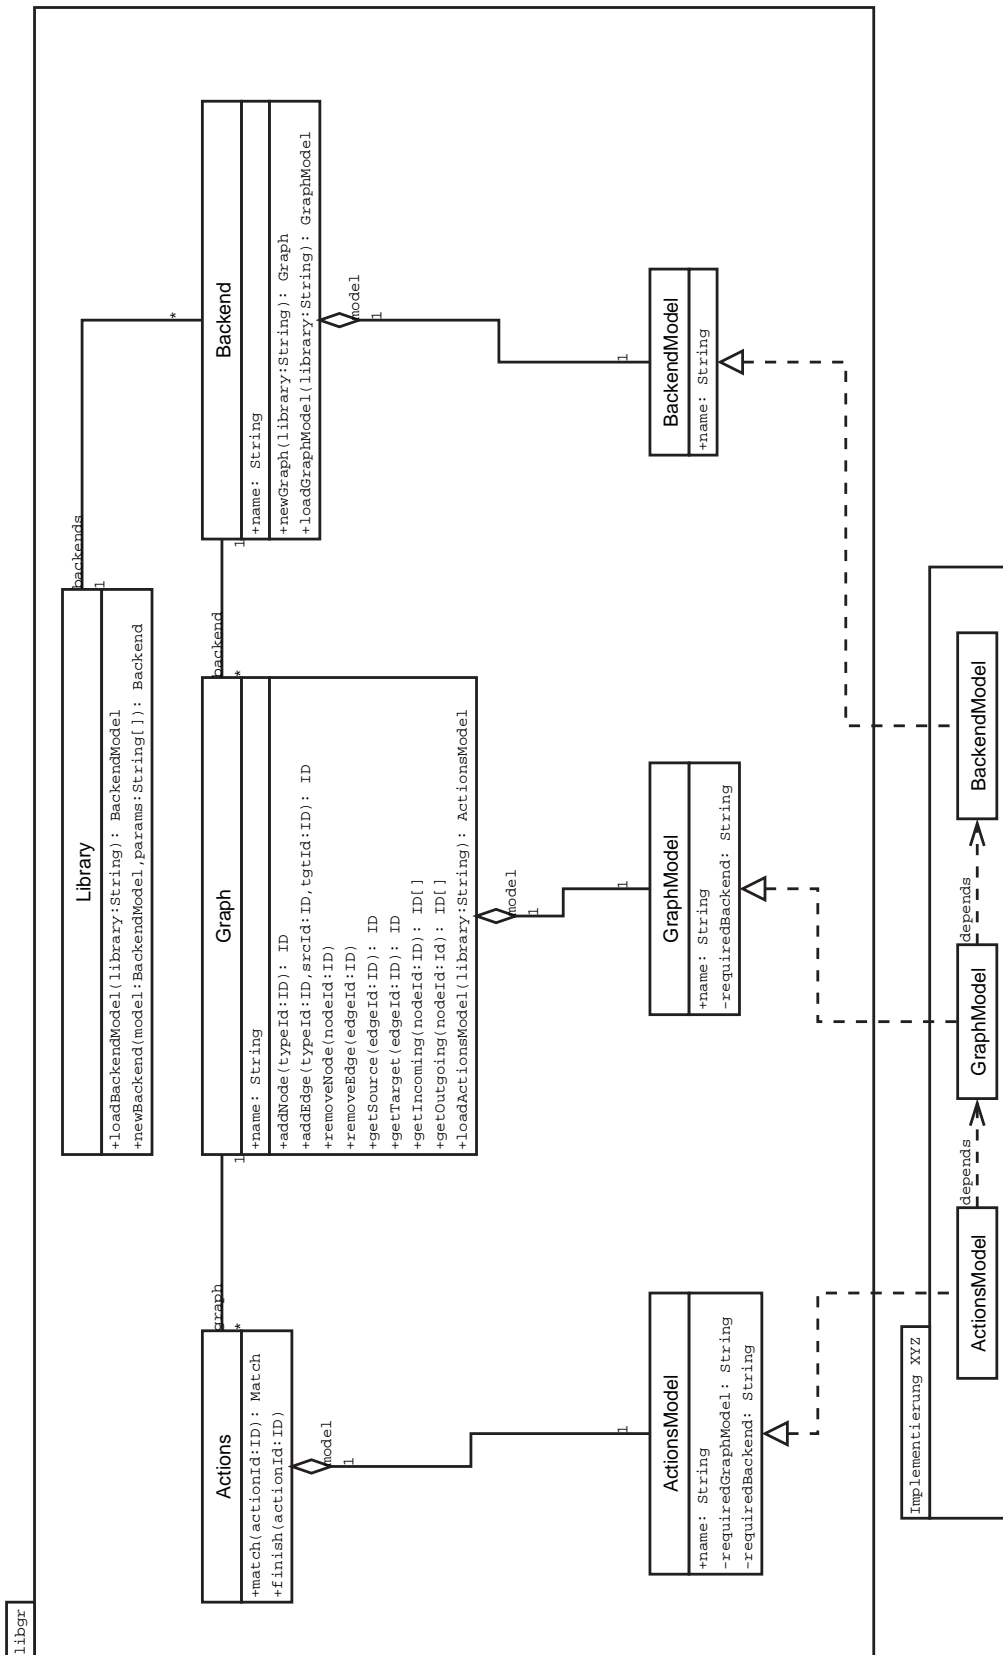 libgr
Library
+loadBackendModel(library:String): BackendModel
+newBackend(model:BackendModel,params:String[]): Backend
1
backends
*
Actions
+match(actionId:ID): Match
+finish(actionId:ID)
*
graph
1
Graph
+name: String
+addNode(typeId:ID): ID
+addEdge(typeId:ID,srcId:ID,tgtId:ID): ID
+removeNode(nodeId:ID)
+removeEdge(edgeId:ID)
+getSource(edgeId:ID): ID
+getTarget(edgeId:ID): ID
+getIncoming(nodeId:ID): ID[]
+getOutgoing(nodeId:Id): ID[]
+loadActionsModel(library:String): ActionsModel
*
backend
1
Backend
+name: String
+newGraph(library:String): Graph
+loadGraphModel(library:String): GraphModel
model
1
1
model
1
1
model
1
1
ActionsModel
+name: String
-requiredGraphModel: String
-requiredBackend: String
GraphModel
+name: String
-requiredBackend: String
BackendModel
+name: String
Implementierung XYZ
ActionsModel
depends
GraphModel
depends
BackendModel